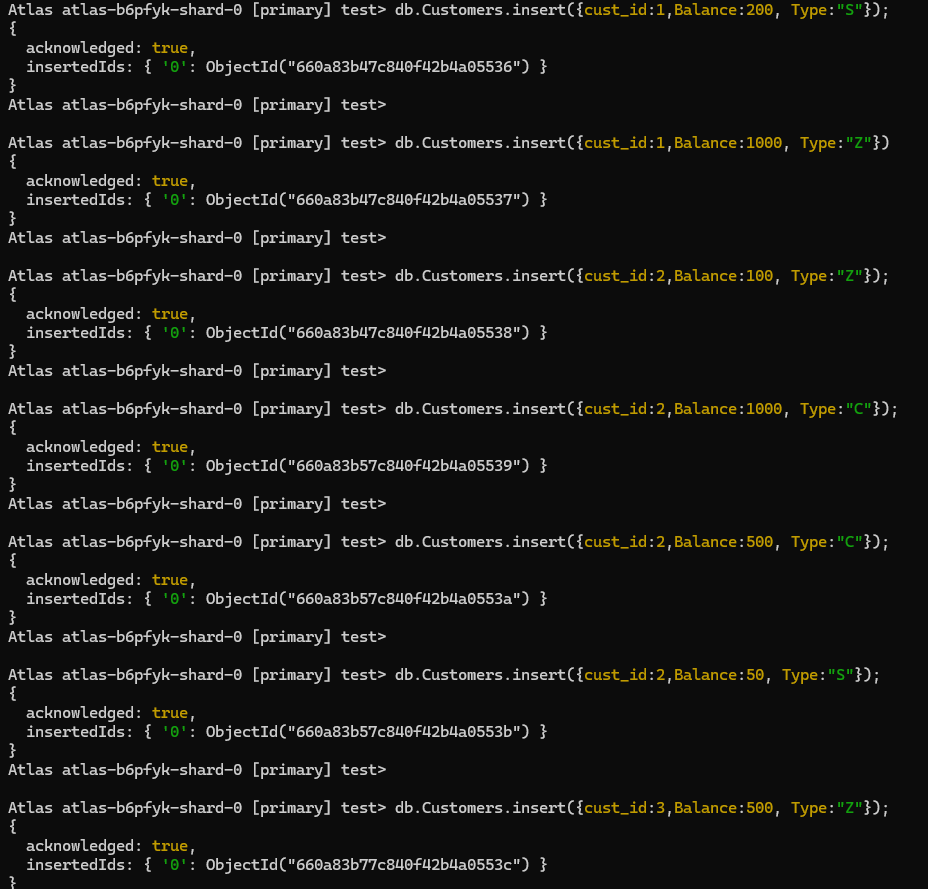 Atlas atlas-b6pfyk-shard-0 [primary] test> db.Customers.insert({cust_id:1,Balance:200, Type:"S"});
{
  acknowledged: true,
  insertedIds: { '0': ObjectId("660a83b47c840f42b4a05536") }
}
Atlas atlas-b6pfyk-shard-0 [primary] test>
Atlas atlas-b6pfyk-shard-0 [primary] test> db.Customers.insert({cust_id:1,Balance:1000, Type:"Z"})
{
  acknowledged: true,
  insertedIds: { '0': ObjectId("660a83b47c840f42b4a05537") }
}
Atlas atlas-b6pfyk-shard-0 [primary] test>
Atlas atlas-b6pfyk-shard-0 [primary] test> db.Customers.insert({cust_id:2,Balance:100, Type:"Z"});
{
  acknowledged: true,
  insertedIds: { '0': ObjectId("660a83b47c840f42b4a05538") }
}
Atlas atlas-b6pfyk-shard-0 [primary] test>
Atlas atlas-b6pfyk-shard-0 [primary] test> db.Customers.insert({cust_id:2,Balance:1000, Type:"C"});
{
  acknowledged: true,
  insertedIds: { '0': ObjectId("660a83b57c840f42b4a05539") }
}
Atlas atlas-b6pfyk-shard-0 [primary] test>
Atlas atlas-b6pfyk-shard-0 [primary] test> db.Customers.insert({cust_id:2,Balance:500, Type:"C"});
{
  acknowledged: true,
  insertedIds: { '0': ObjectId("660a83b57c840f42b4a0553a") }
}
Atlas atlas-b6pfyk-shard-0 [primary] test>
Atlas atlas-b6pfyk-shard-0 [primary] test> db.Customers.insert({cust_id:2,Balance:50, Type:"S"});
{
  acknowledged: true,
  insertedIds: { '0': ObjectId("660a83b57c840f42b4a0553b") }
}
Atlas atlas-b6pfyk-shard-0 [primary] test>
Atlas atlas-b6pfyk-shard-0 [primary] test> db.Customers.insert({cust_id:3,Balance:500, Type:"Z"});
{
  acknowledged: true,
  insertedIds: { '0': ObjectId("660a83b77c840f42b4a0553c") }
}